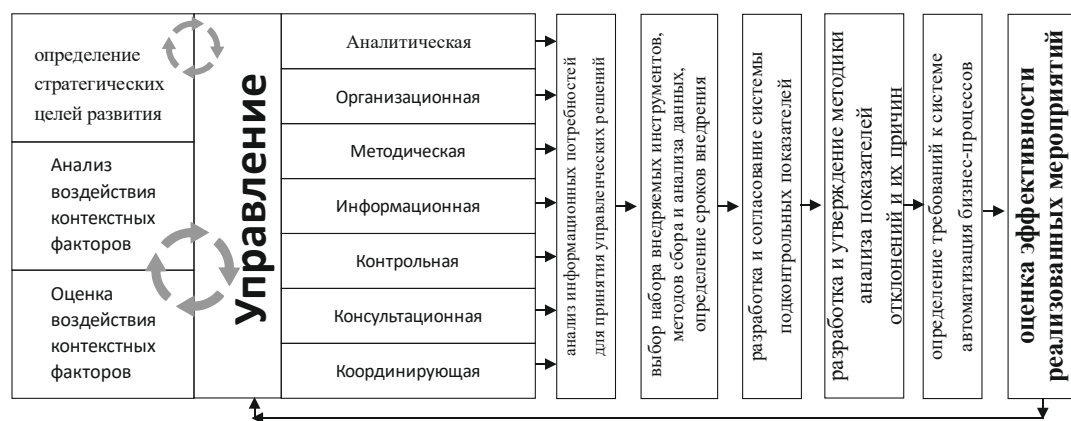 определение
стратегических
целей развития
Анализ
воздействия
контекстных
факторов
Оценка
воздействия
контекстных
факторов
Управление
Аналитическая
Организационная
Методическая
Информационная
Контрольная
Консультационная
Координирующая
анализ информационных потребностей
для принятия управленческих решений
выбор набора внедряемых инструментов,
методов сбора и анализа данных,
определение сроков внедрения
разработка и согласование системы
подконтрольных показателей
разработка и утверждение методики
анализа показателей
отклонений и их причин
определение требований к системе
автоматизация бизнес-процессов
оценка эффективности
реализованных мероприятий